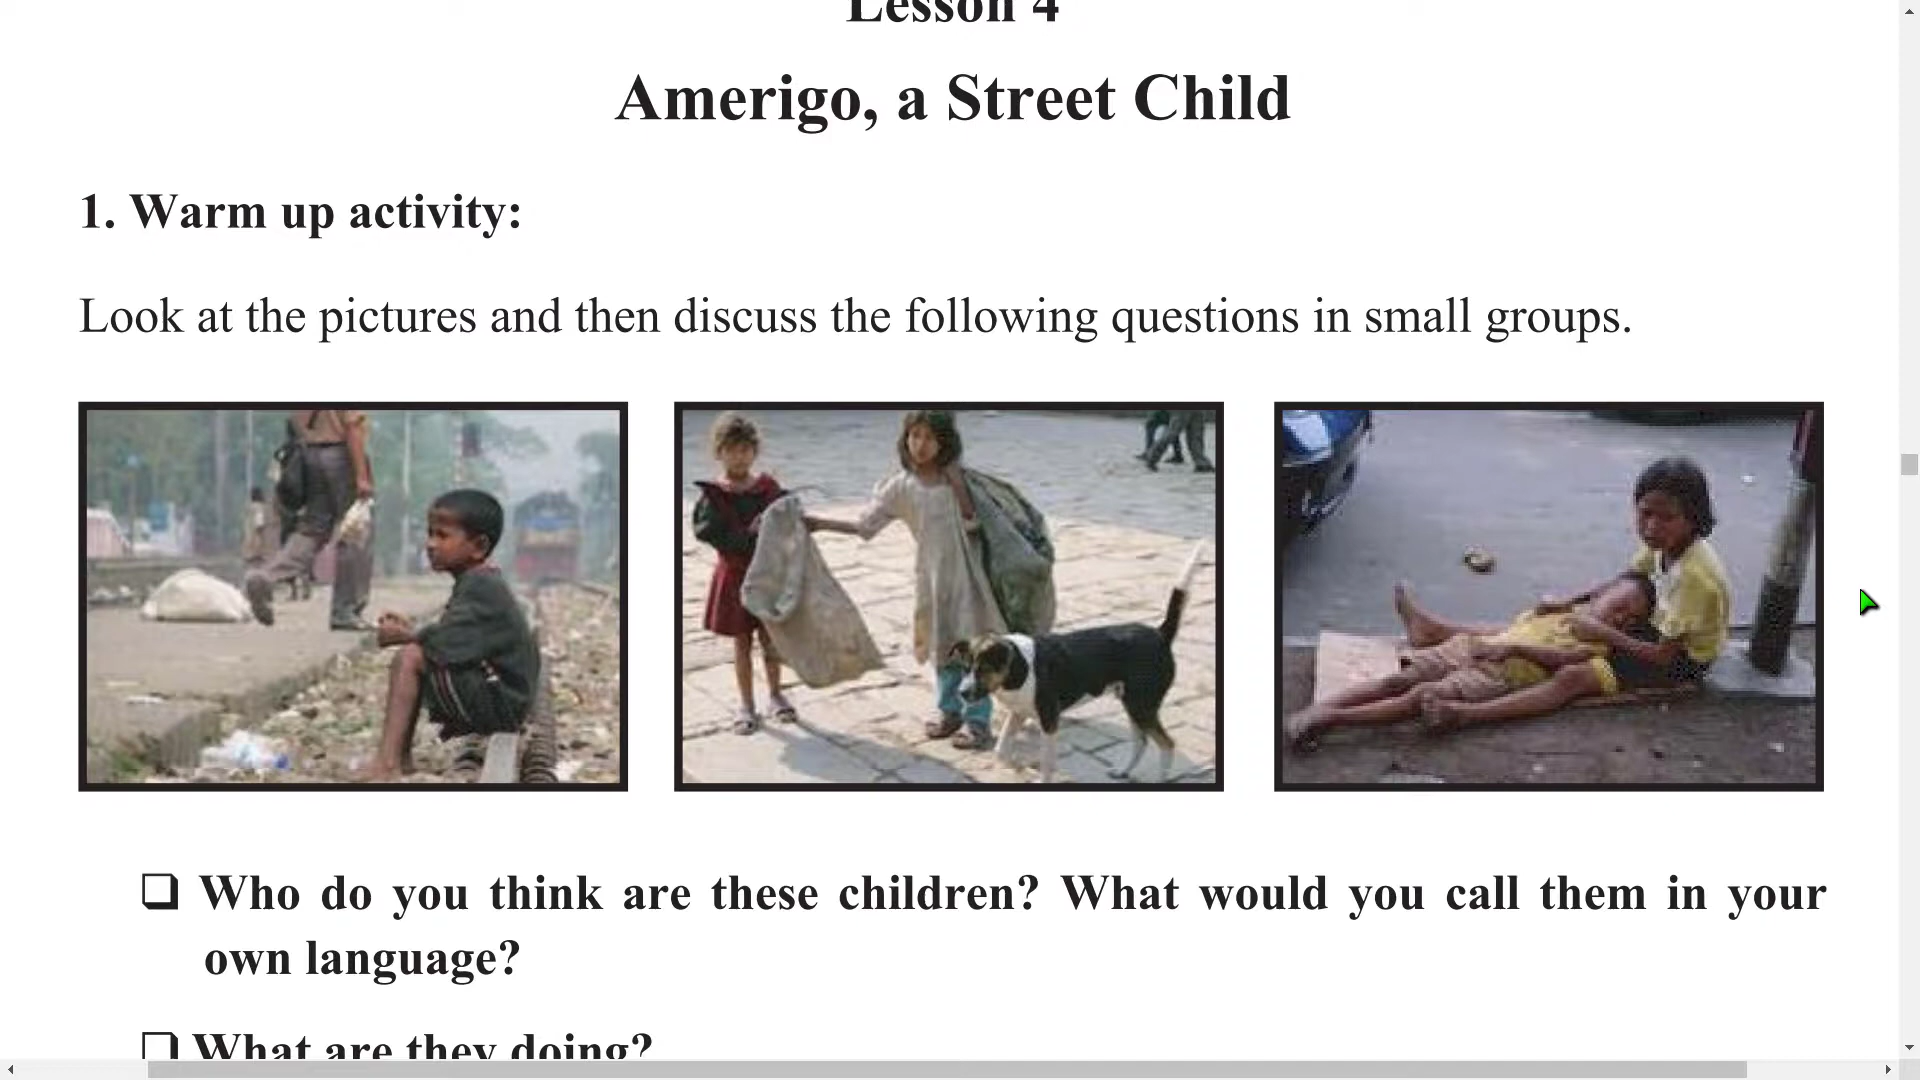 Lesson 4
Amerigo, a Street Child
1. Warm up activity:
Look at the pictures and then discuss the following questions in small groups.
❑ Who do you think are these children? What would you call them in your
own language?
❑ What are they doing?